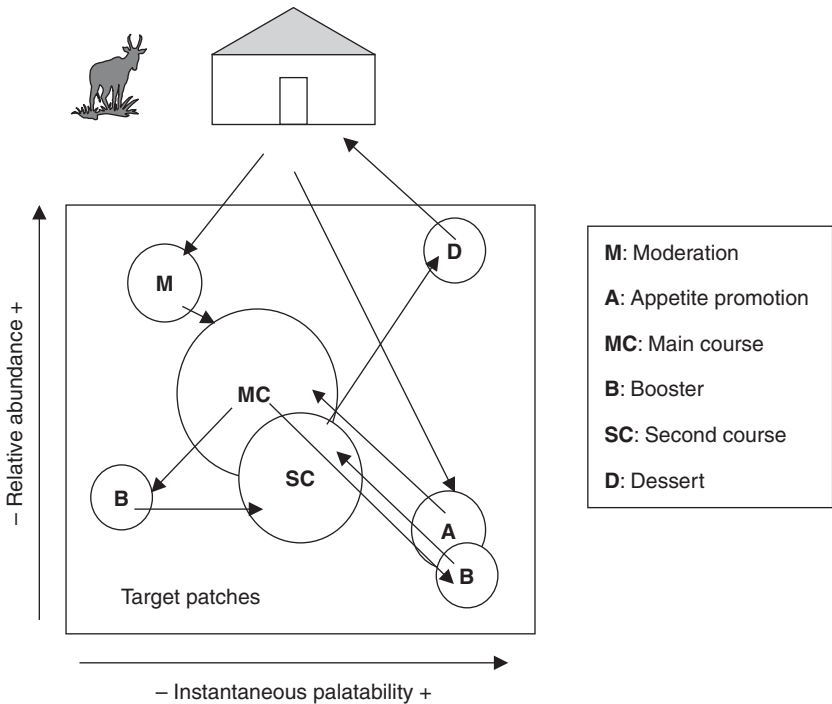 M
D
MC
SC
B
A
B
Target patches
– Relative abundance +
– Instantaneous palatability +
M: Moderation
A: Appetite promotion
MC: Main course
B: Booster
SC: Second course
D: Dessert